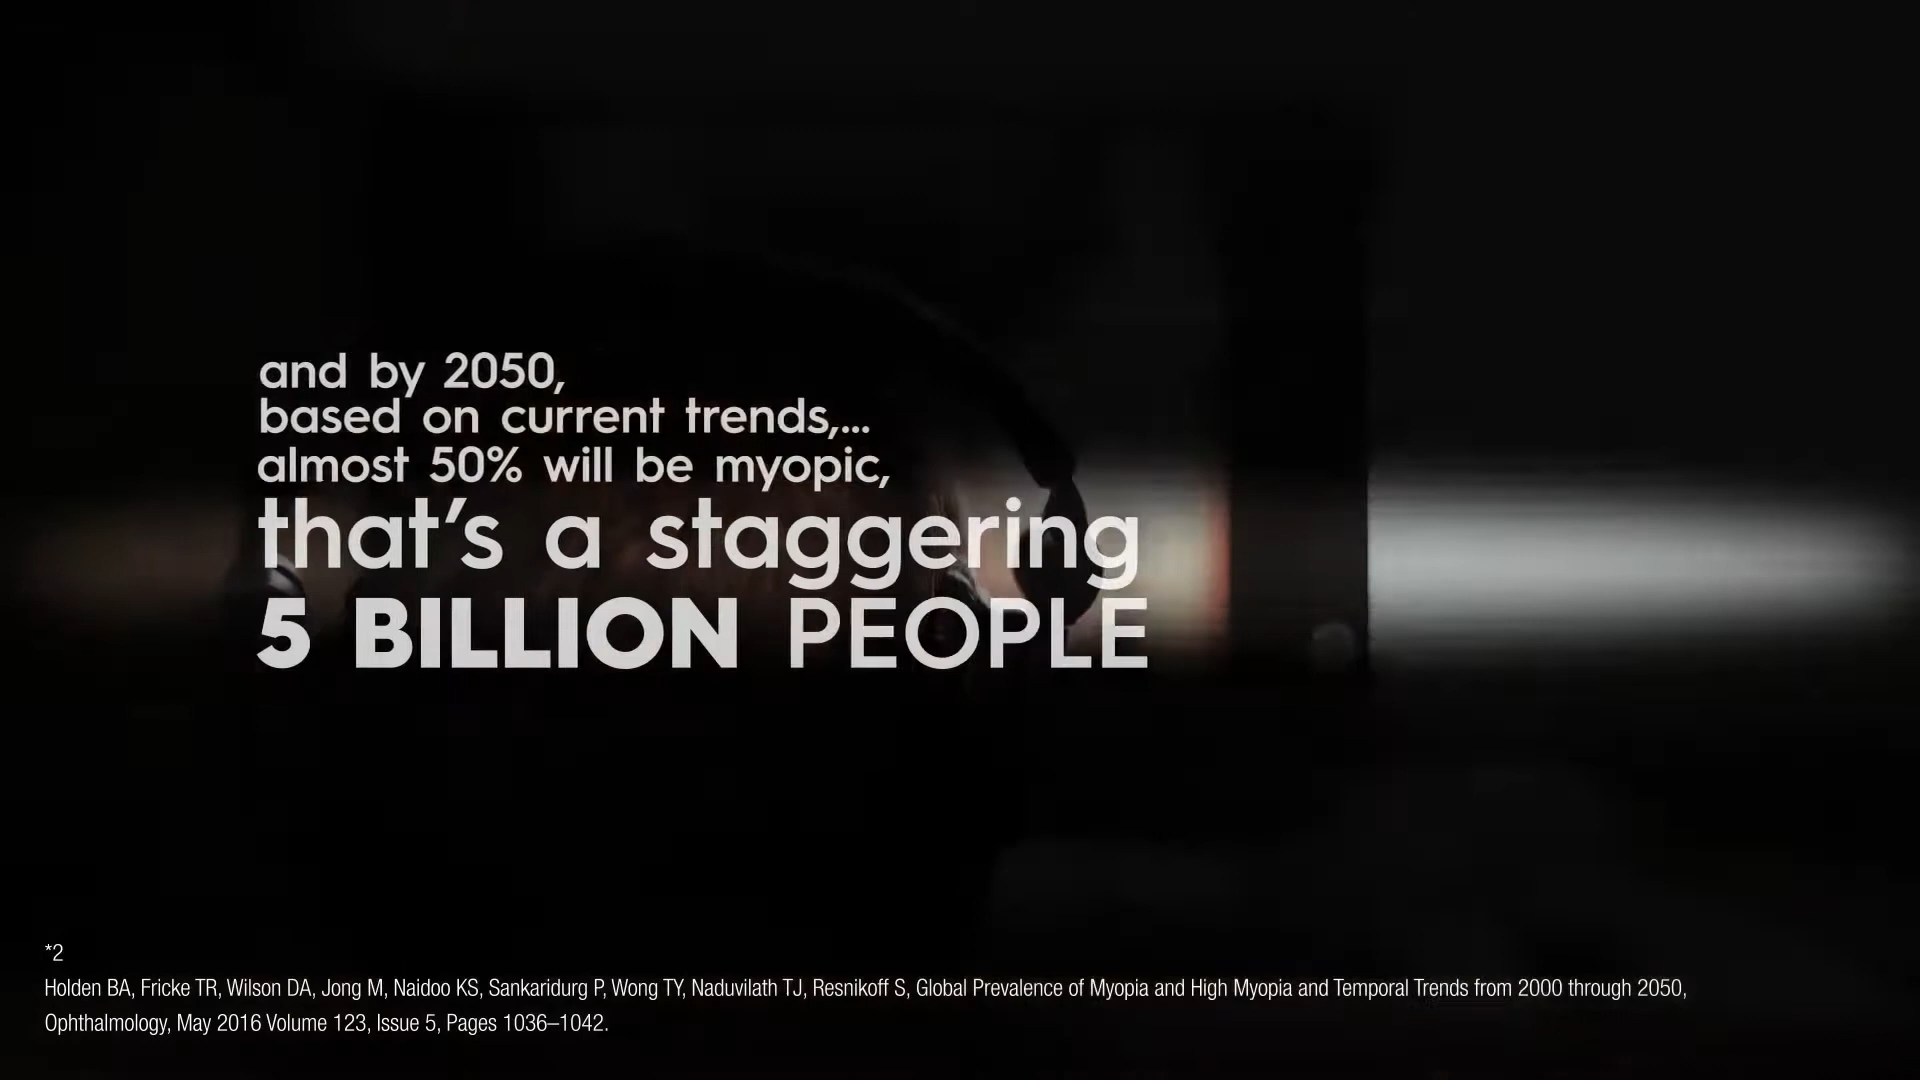 and by 2050,
based on current trends,...
almost 50% will be myopic,
that's a staggering
5 BILLION PEOPLE
*2
Holden BA, Fricke TR, Wilson DA, Jong M, Naidoo KS, Sankaridurg P, Wong TY, Naduvilath TJ, Resnikoff S, Global Prevalence of Myopia and High Myopia and Temporal Trends from 2000 through 2050,
Ophthalmology, May 2016 Volume 123, Issue 5, Pages 1036–1042.